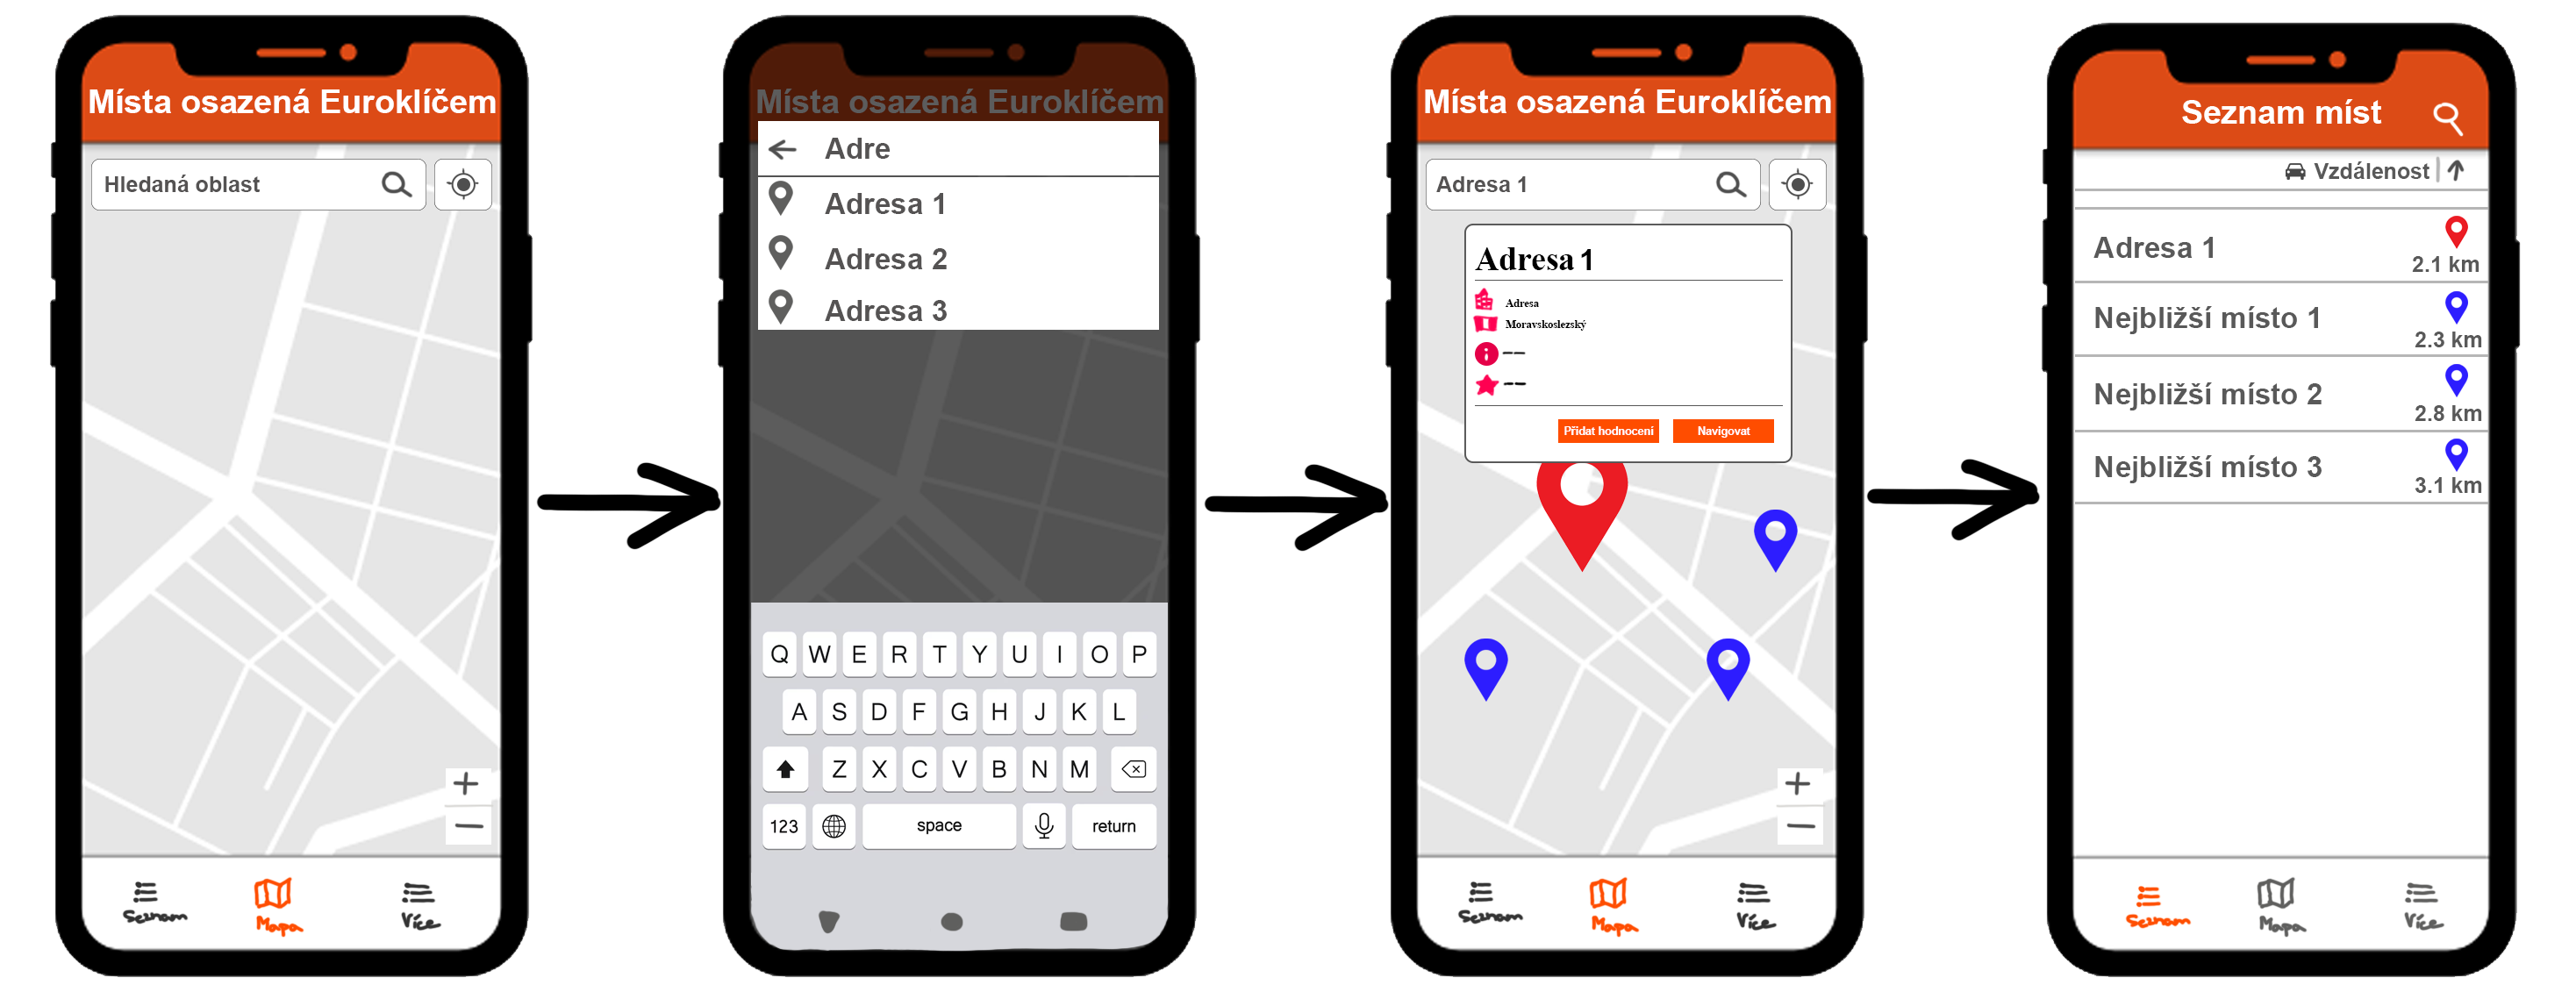 Místa osazená Euroklíčem
Hledaná oblast
+
−
Seznam
Mapa
Více
Místa osazená Euroklíčem
Adre
Adresa 1
Adresa 2
Adresa 3
Q W E R T Y U I O P
A S D F G H J K L
Z X C V B N M
123 space return
Místa osazená Euroklíčem
Adresa 1
Adresa 1
Adresa
Moravskoslezský
--
--
Přidat hodnocení Navigovat
+
−
Seznam
Mapa
Více
Seznam míst
Vzdálenost
Adresa 1
2.1 km
Nejbližší místo 1
2.3 km
Nejbližší místo 2
2.8 km
Nejbližší místo 3
3.1 km
Seznam
Mapa
Více